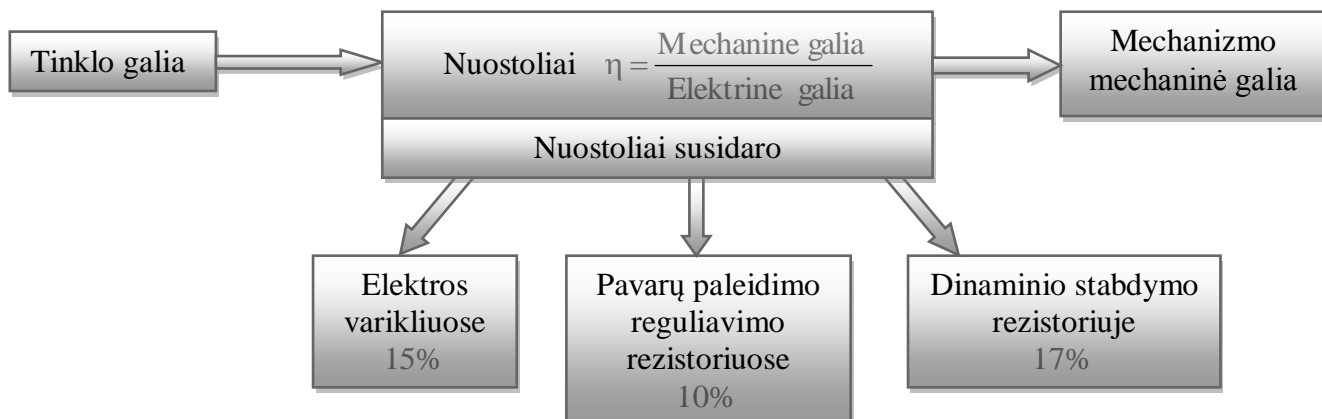 Tinklo galia
Nuostoliai η = Mechanine galia
Elektrine galia
Mechanizmo
mechaninė galia
Nuostoliai susidaro
Elektros
varikliuose
15%
Pavarų paleidimo
reguliavimo
rezistoriuose
10%
Dinaminio stabdymo
rezistoriuje
17%